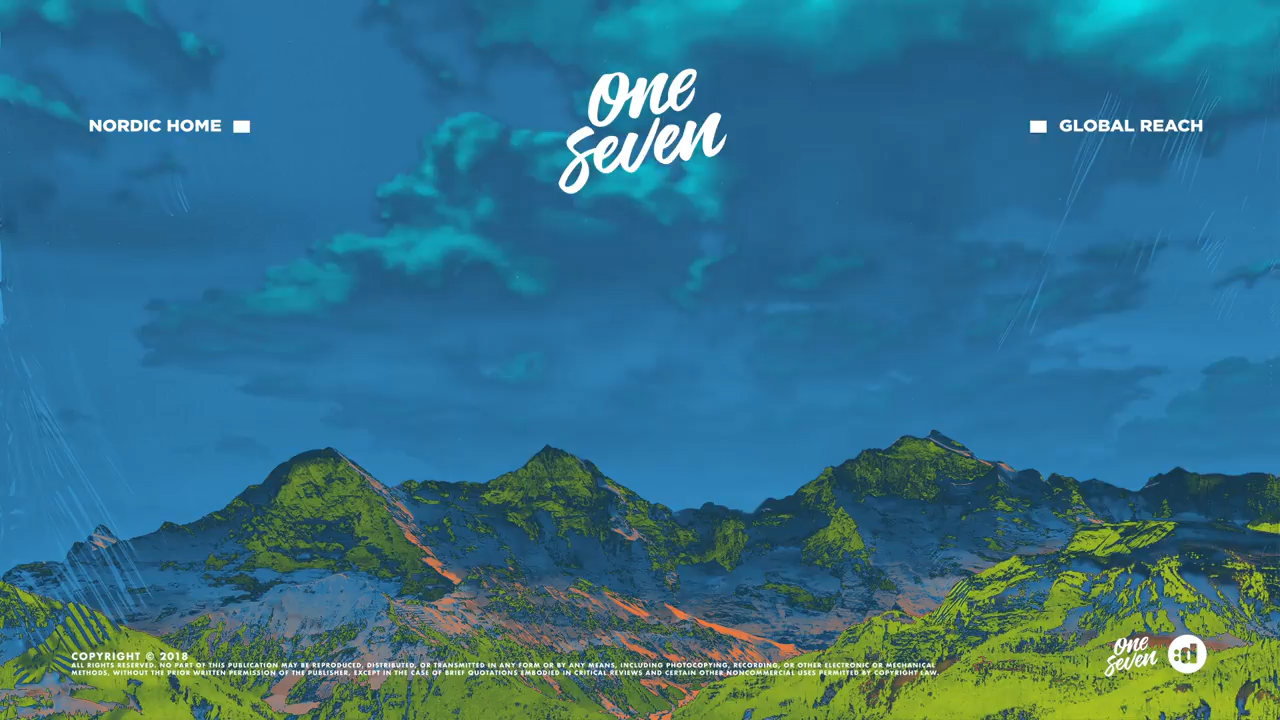 one
seven
NORDIC HOME
GLOBAL REACH
COPYRIGHT © 2018
ALL RIGHTS RESERVED. NO PART OF THIS PUBLICATION MAY BE REPRODUCED, DISTRIBUTED, OR TRANSMITTED IN ANY FORM OR BY ANY MEANS, INCLUDING PHOTOCOPYING, RECORDING, OR OTHER ELECTRONIC OR MECHANICAL
METHODS, WITHOUT THE PRIOR WRITTEN PERMISSION OF THE PUBLISHER, EXCEPT IN THE CASE OF BRIEF QUOTATIONS EMBODIED IN CRITICAL REVIEWS AND CERTAIN OTHER NONCOMMERCIAL USES PERMITTED BY COPYRIGHT LAW.
one
seven
:d